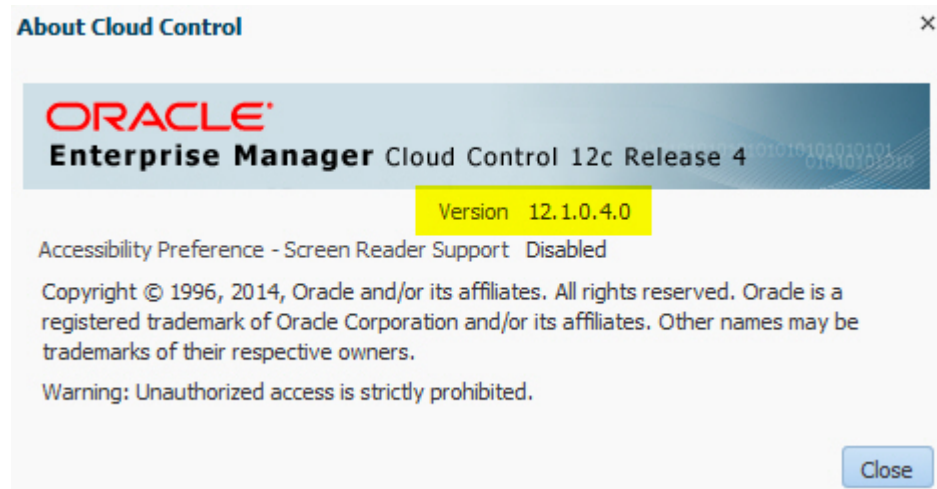 About Cloud Control
×
ORACLE
Enterprise Manager Cloud Control 12c Release 4
Version 12.1.0.4.0
Accessibility Preference - Screen Reader Support Disabled
Copyright © 1996, 2014, Oracle and/or its affiliates. All rights reserved. Oracle is a
registered trademark of Oracle Corporation and/or its affiliates. Other names may be
trademarks of their respective owners.
Warning: Unauthorized access is strictly prohibited.
Close